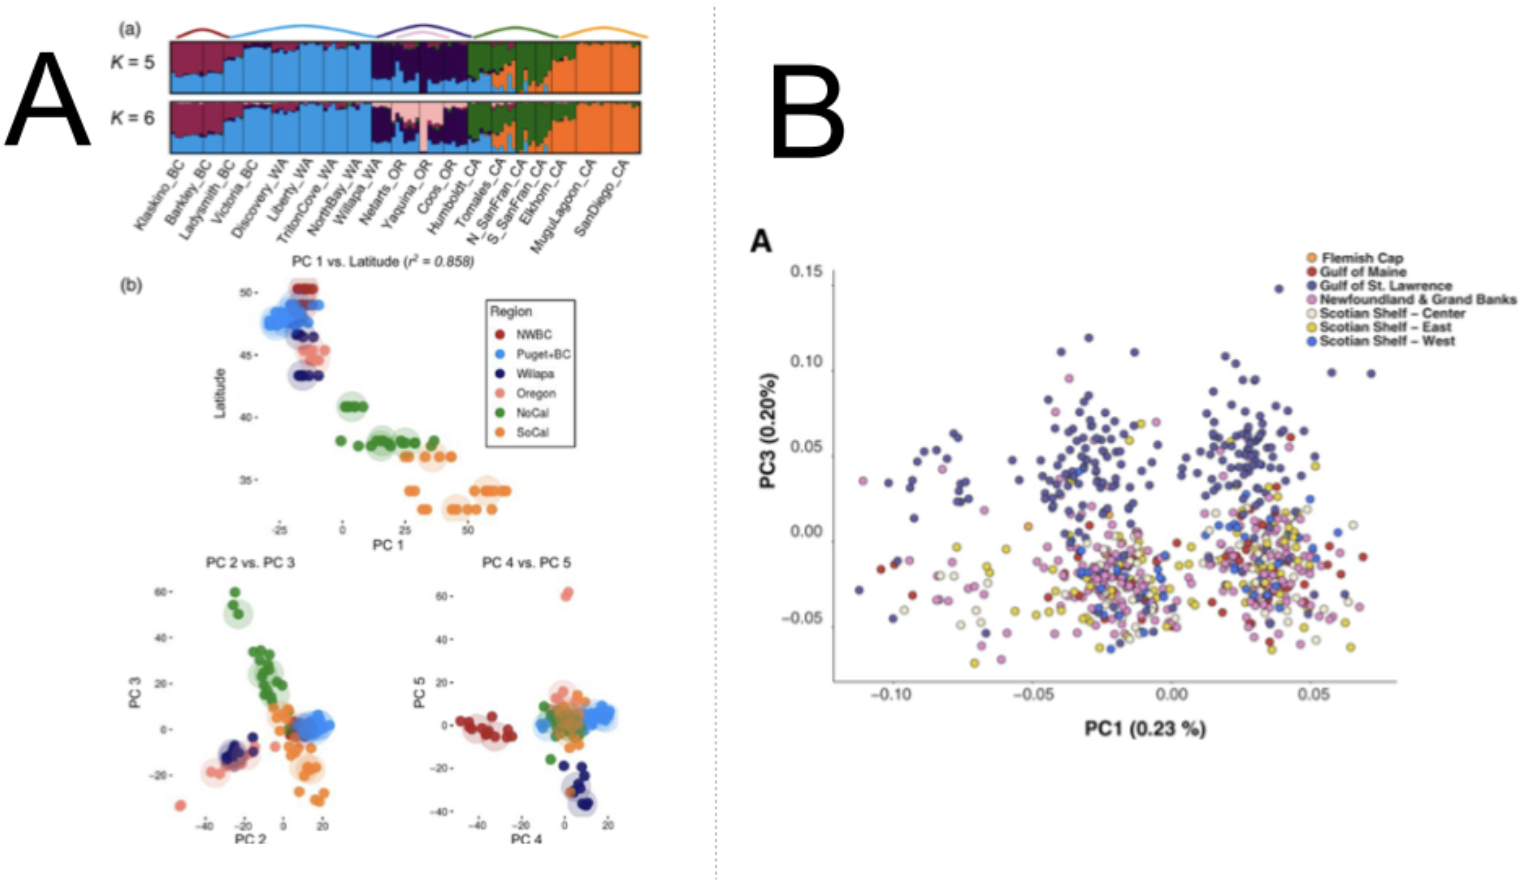 A
(a)
K = 5
K = 6
Klaskino_BC
Barkley_BC
Ladysmith_BC
Victoria_BC
Discovery_WA
Liberty_WA
TritonCove_WA
NorthBay_WA
Willapa_WA
Netarts_OR
Yaquina_OR
Coos_OR
Humboldt_CA
Tomales_CA
N_SanFran_CA
S_SanFran_CA
Elkhorn_CA
MuguLagoon_CA
SanDiego_CA
(b)
PC 1 vs. Latitude (r² = 0.858)
50
45
40
35
Latitude
-25
0
25
50
PC 1
Region
NWBC
Puget+BC
Willapa
Oregon
NoCal
SoCal
PC 2 vs. PC 3
60
40
20
0
-20
PC 3
-40
-20
0
20
PC 2
PC 4 vs. PC 5
60
40
20
0
-20
-40
PC 5
-40
-20
0
20
PC 4
B
A
0.15
0.10
0.05
0.00
-0.05
PC3 (0.20%)
Flemish Cap
Gulf of Maine
Gulf of St. Lawrence
Newfoundland & Grand Banks
Scotian Shelf – Center
Scotian Shelf – East
Scotian Shelf – West
-0.10
-0.05
0.00
0.05
PC1 (0.23 %)